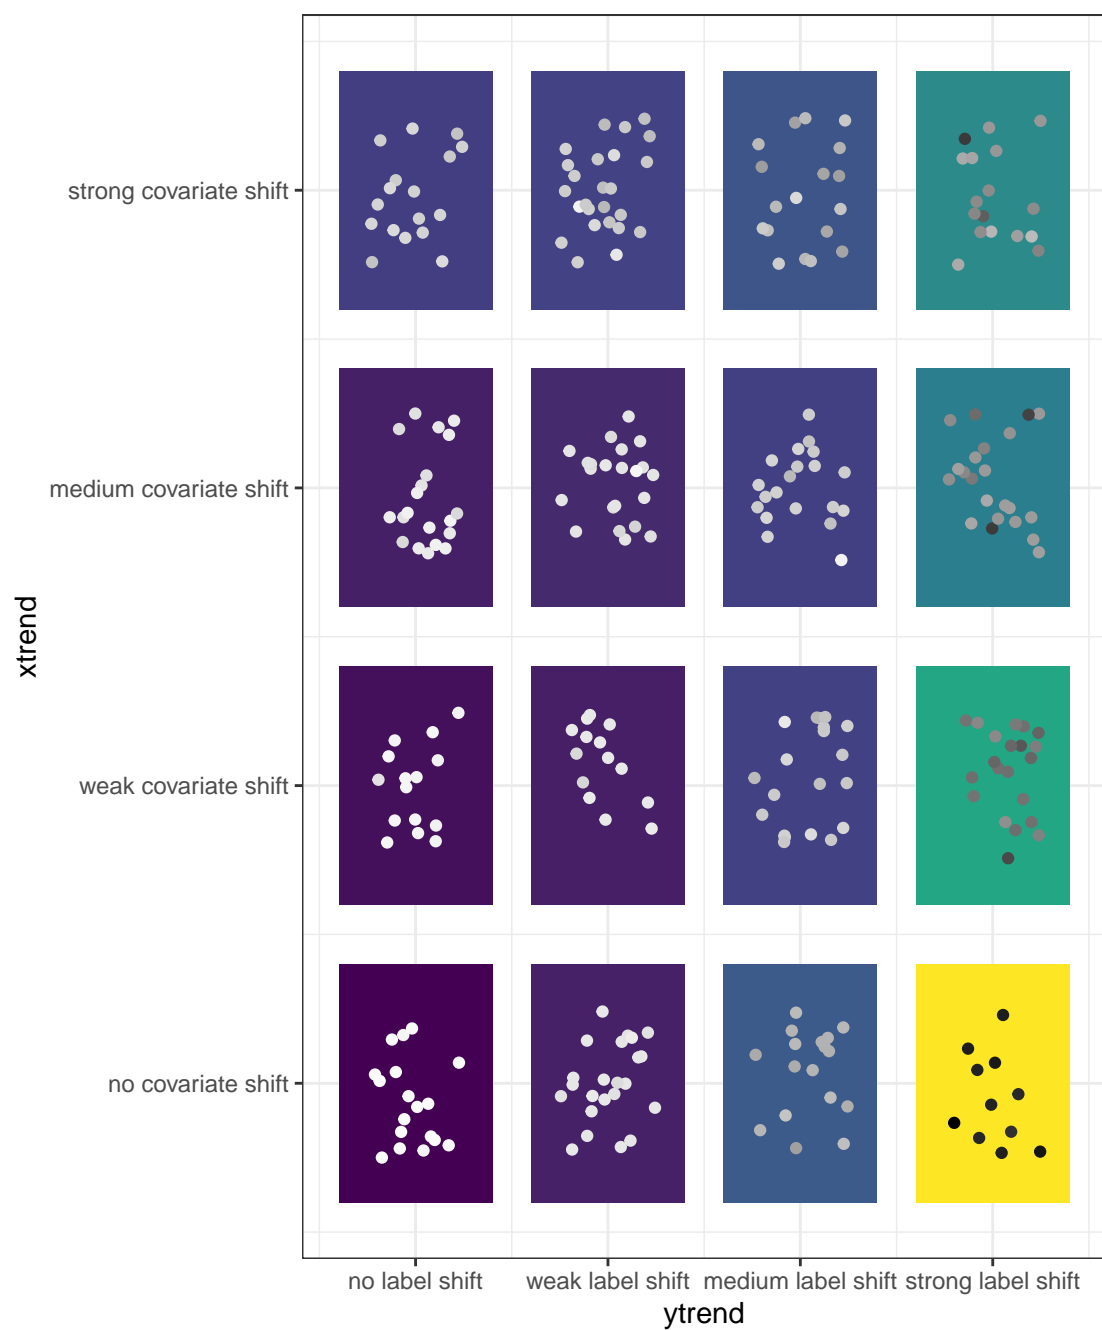 strong covariate shift
medium covariate shift
weak covariate shift
no covariate shift
xtrend
no label shift
weak label shift
medium label shift
strong label shift
ytrend